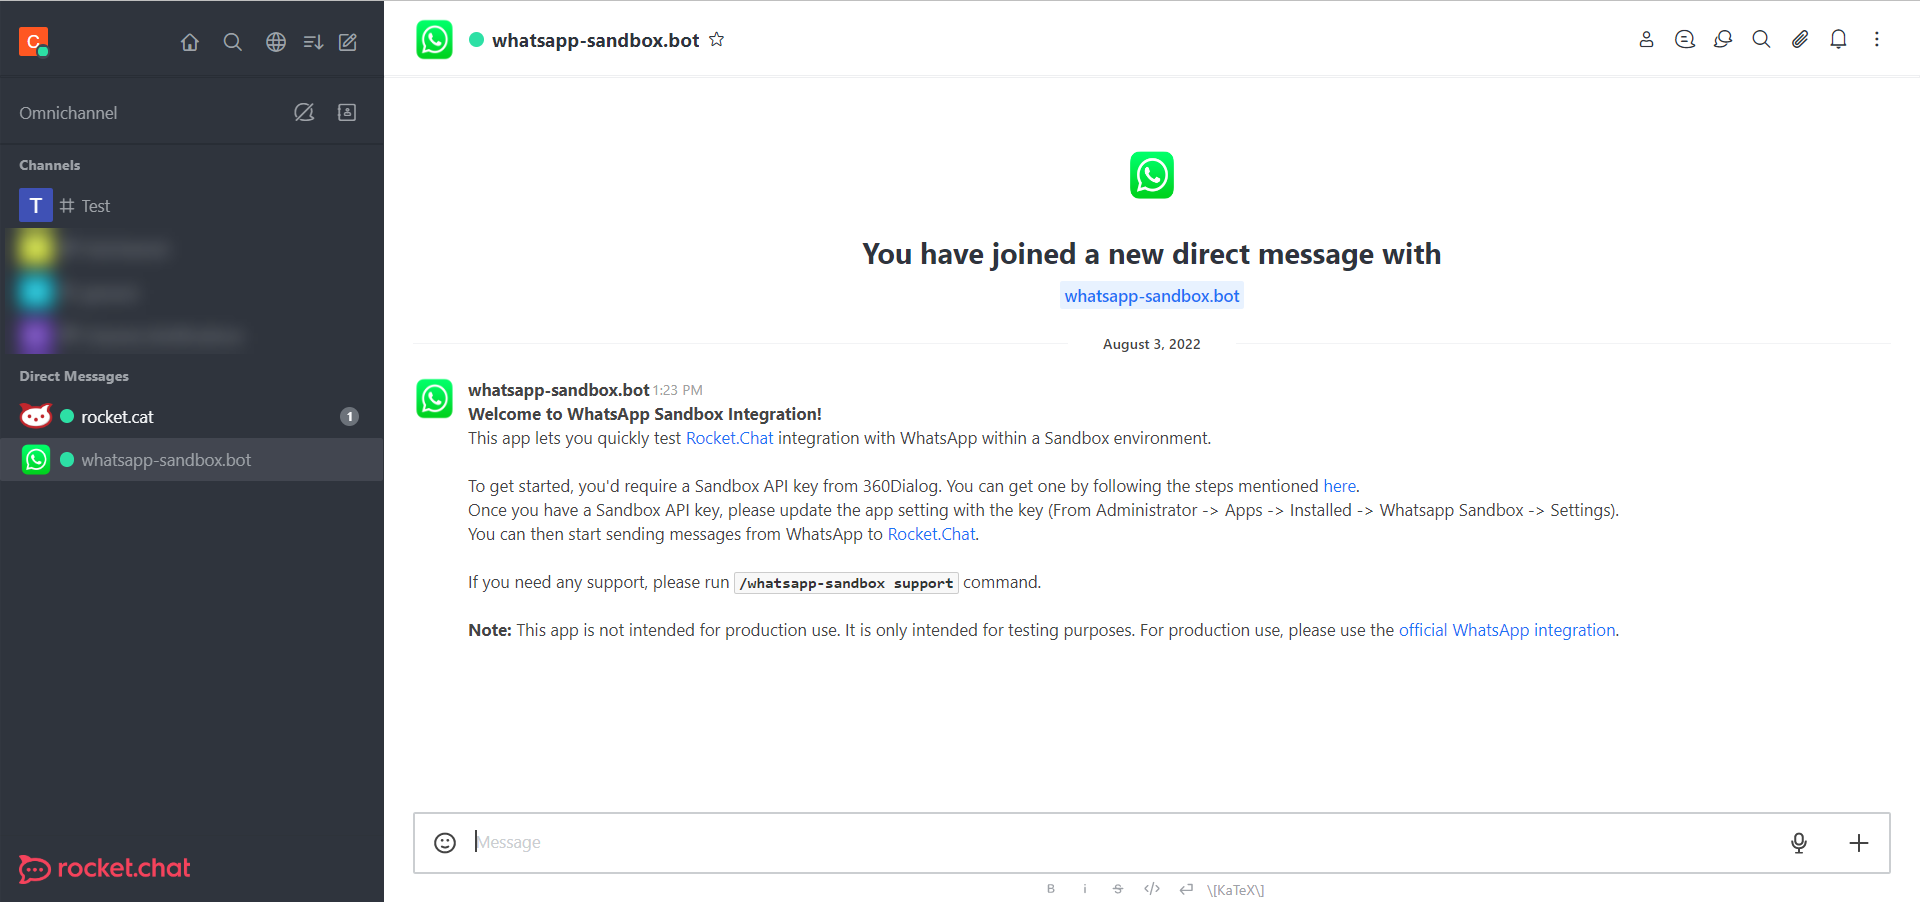 C
Omnichannel
Channels
T # Test
Direct Messages
rocket.cat 1
whatsapp-sandbox.bot
rocket.chat
whatsapp-sandbox.bot
You have joined a new direct message with
whatsapp-sandbox.bot
August 3, 2022
whatsapp-sandbox.bot 1:23 PM
Welcome to WhatsApp Sandbox Integration!
This app lets you quickly test Rocket.Chat integration with WhatsApp within a Sandbox environment.
To get started, you'd require a Sandbox API key from 360Dialog. You can get one by following the steps mentioned here.
Once you have a Sandbox API key, please update the app setting with the key (From Administrator -> Apps -> Installed -> Whatsapp Sandbox -> Settings).
You can then start sending messages from WhatsApp to Rocket.Chat.
If you need any support, please run /whatsapp-sandbox support command.
Note: This app is not intended for production use. It is only intended for testing purposes. For production use, please use the official WhatsApp integration.
Message
B i S </> \[KaTeX\]